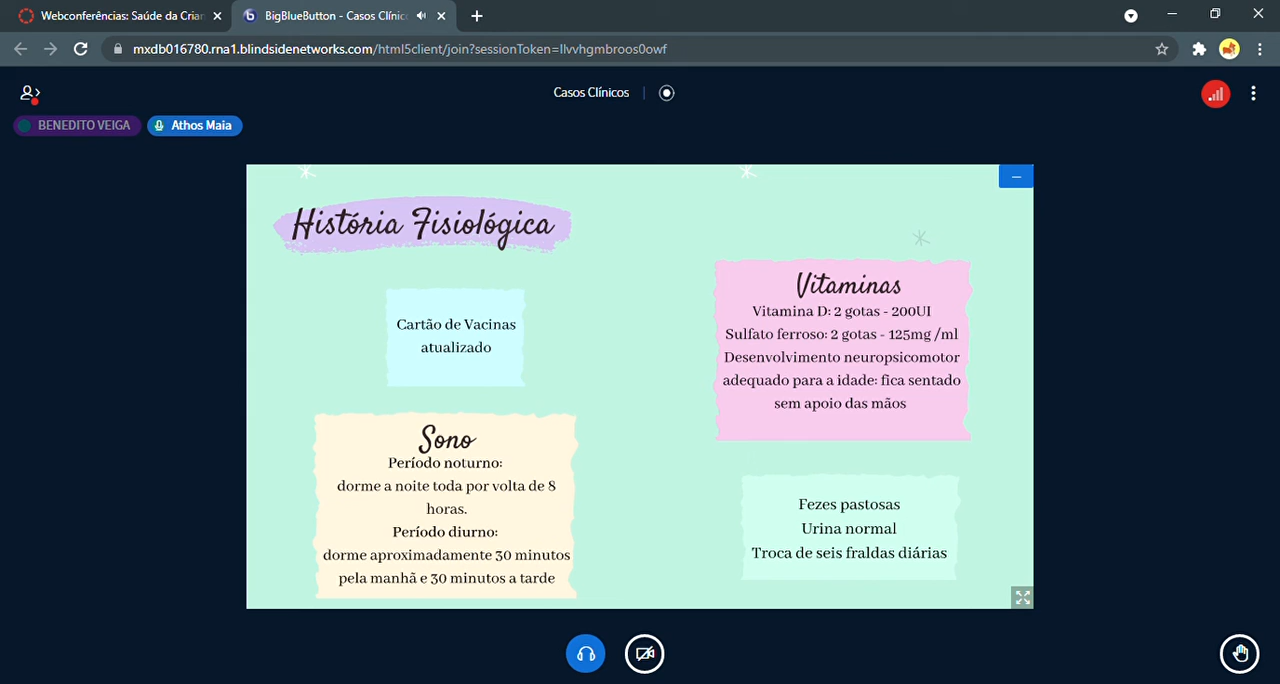 Webconferências: Saúde da Crian
BigBlueButton - Casos Clínic
mxdb016780.rna1.blindsidenetworks.com/html5client/join?sessionToken=llvvhgmbroos0owf
Casos Clínicos
BENEDITO VEIGA
Athos Maia
História Fisiológica
Cartão de Vacinas
atualizado
Sono
Período noturno:
dorme a noite toda por volta de 8
horas.
Período diurno:
dorme aproximadamente 30 minutos
pela manhã e 30 minutos a tarde
Vitaminas
Vitamina D: 2 gotas - 200UI
Sulfato ferroso: 2 gotas - 125mg /ml
Desenvolvimento neuropsicomotor
adequado para a idade: fica sentado
sem apoio das mãos
Fezes pastosas
Urina normal
Troca de seis fraldas diárias